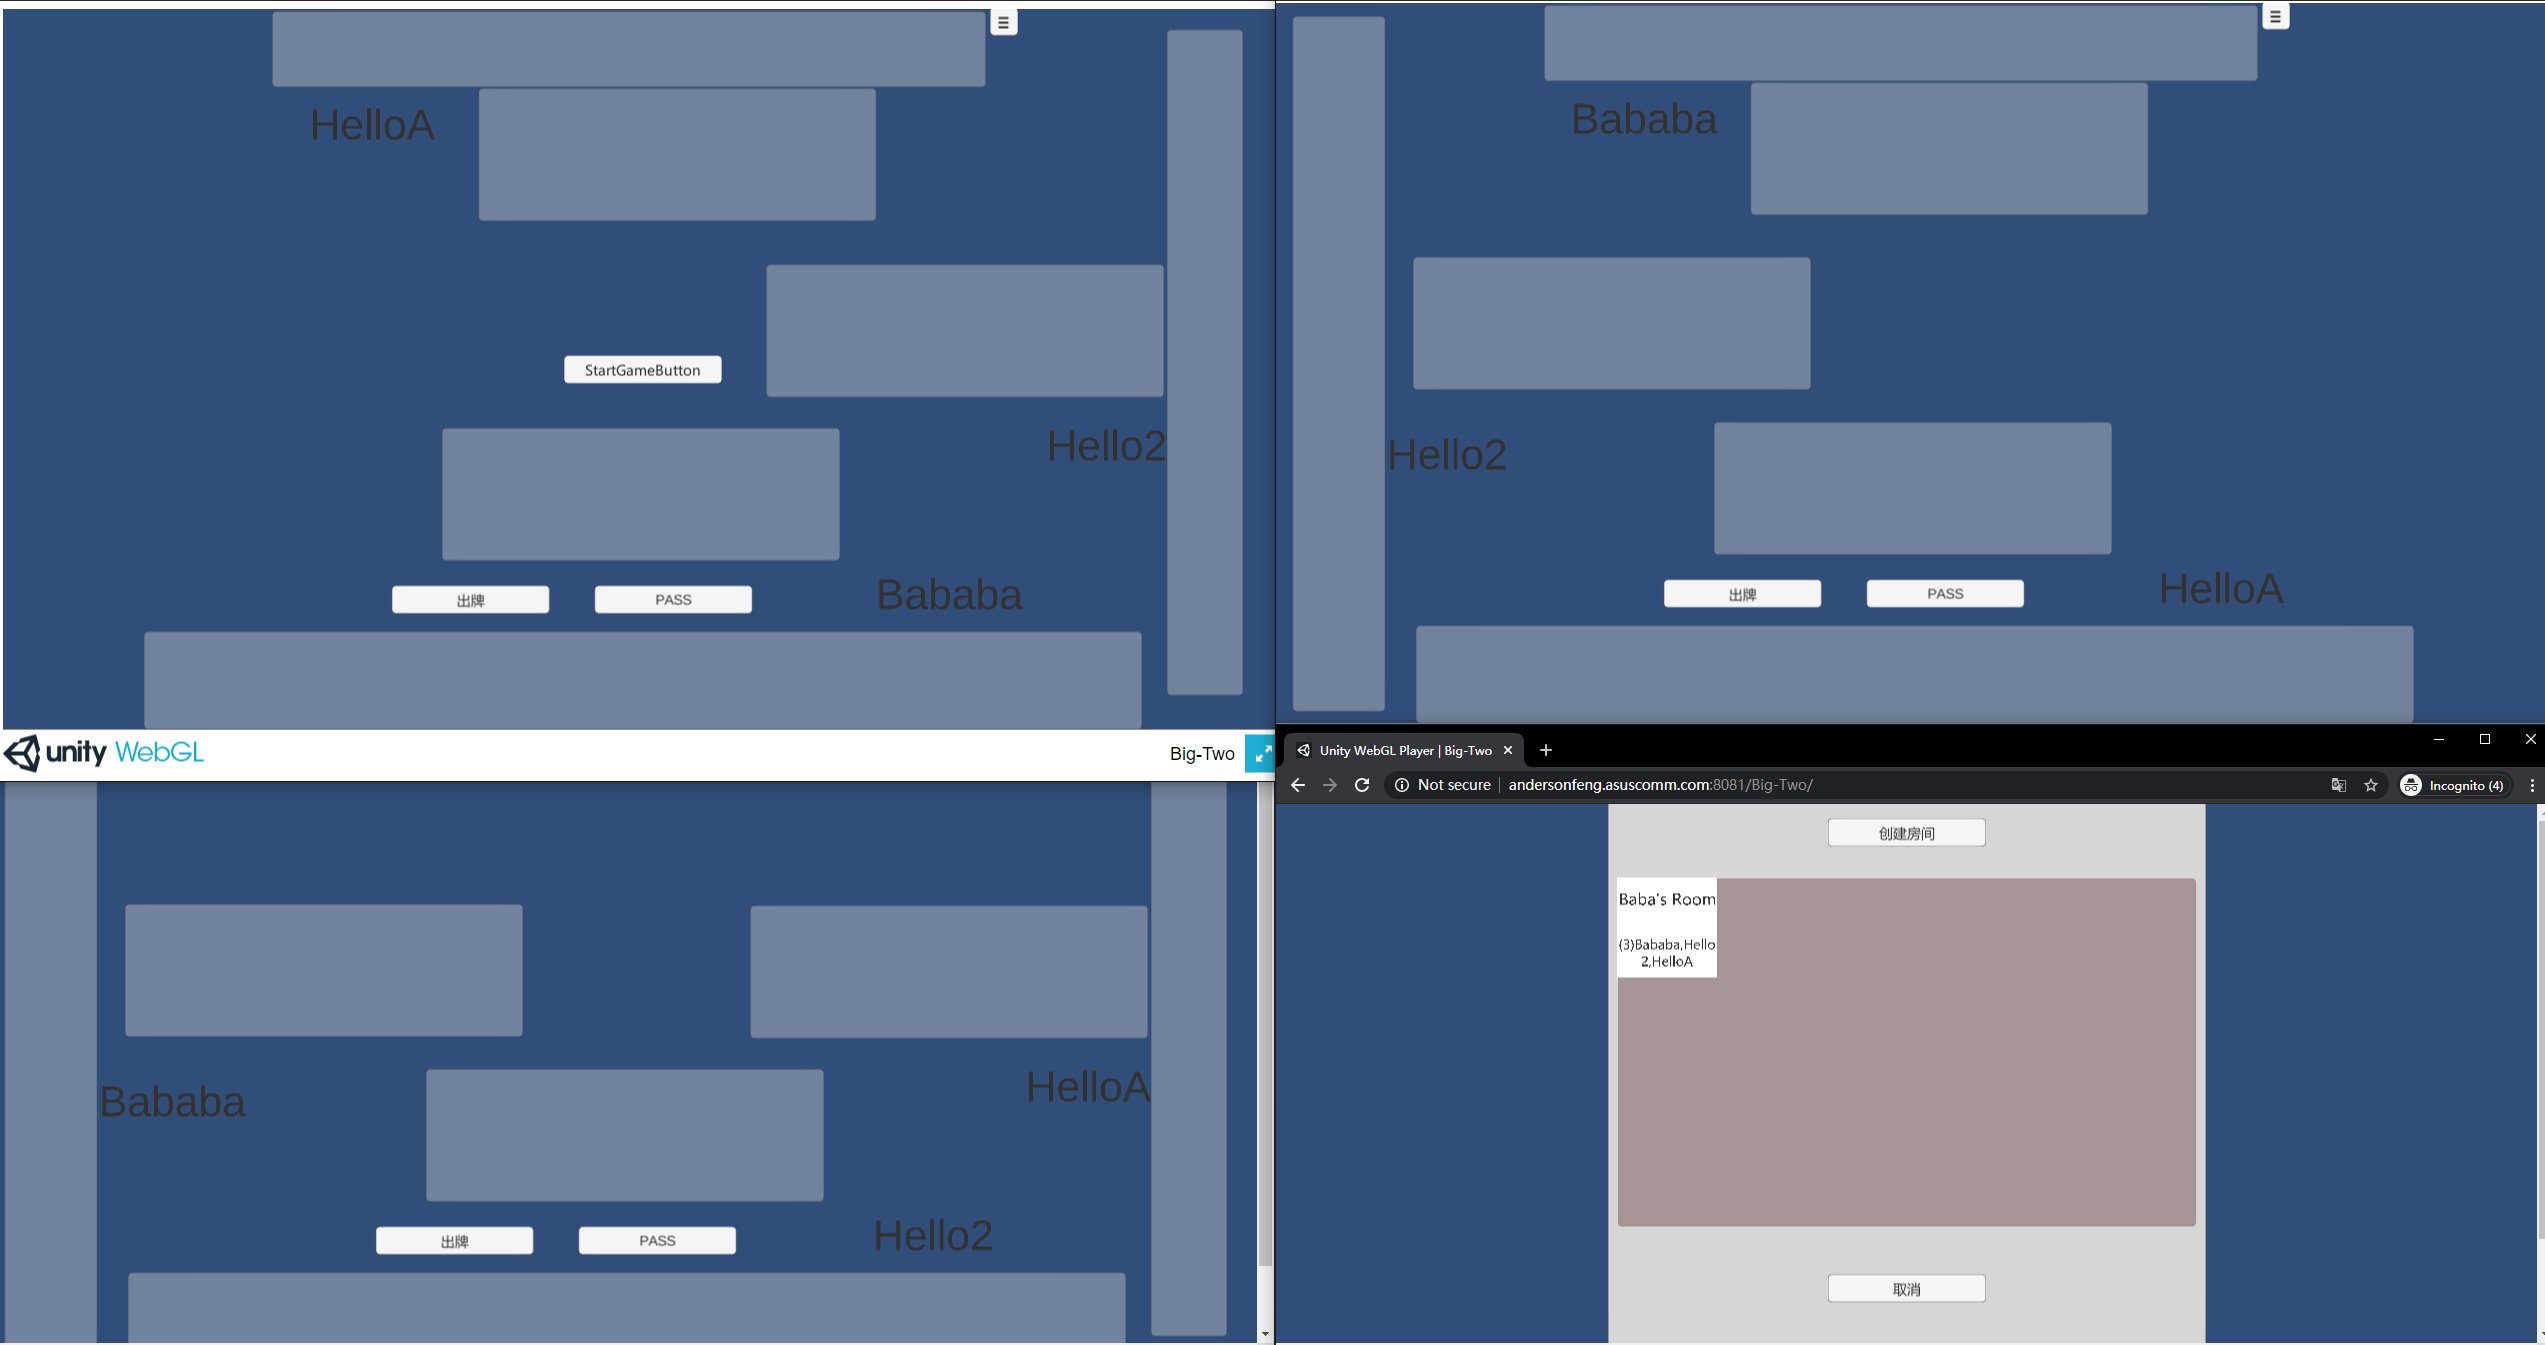 ☰
HelloA
StartGameButton
Hello2
出牌
PASS
Bababa
unity WebGL
Big-Two
☰
Bababa
Hello2
出牌
PASS
HelloA
Bababa
HelloA
出牌
PASS
Hello2
Unity WebGL Player | Big-Two
Not secure | andersonfeng.asuscomm.com:8081/Big-Two/
Incognito (4)
创建房间
Baba's Room
(3)Bababa,Hello
2,HelloA
取消